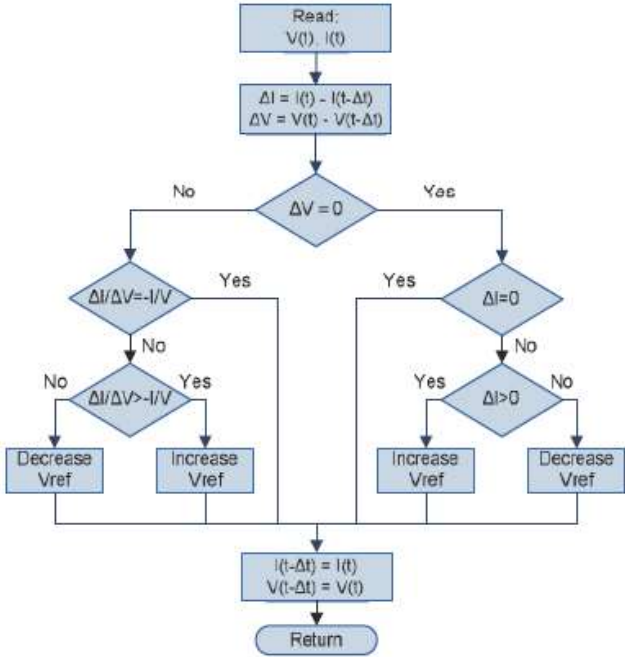 Read:
V(t), I(t)
ΔI = I(t) - I(t-Δt)
ΔV = V(t) - V(t-Δt)
No
Yes
ΔV = 0
ΔI/ΔV=-I/V
Yes
Yes
ΔI=0
No
No
No
ΔI/ΔV>-I/V
Yes
Yes
ΔI>0
No
Decrease
Vref
Increase
Vref
Increase
Vref
Decrease
Vref
I(t-Δt) = I(t)
V(t-Δt) = V(t)
Return